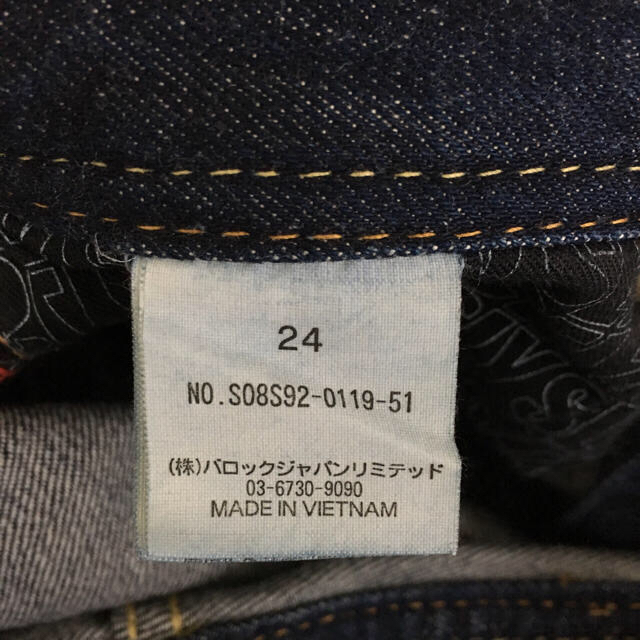 24
NO.S08S92-0119-51
(株)バロックジャパンリミテッド
03-6730-9090
MADE IN VIETNAM